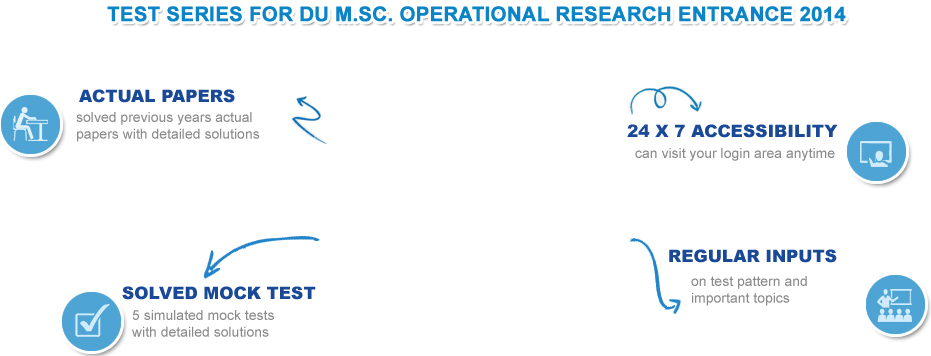 TEST SERIES FOR DU M.SC. OPERATIONAL RESEARCH ENTRANCE 2014
ACTUAL PAPERS
solved previous years actual
papers with detailed solutions
24 X 7 ACCESSIBILITY
can visit your login area anytime
SOLVED MOCK TEST
5 simulated mock tests
with detailed solutions
REGULAR INPUTS
on test pattern and
important topics